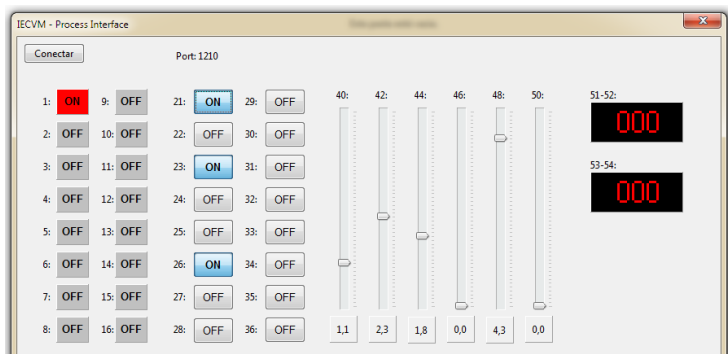 IECVM - Process Interface
Conectar Port: 1210
40: 42: 44: 46: 48: 50: 51-52:
1: ON 9: OFF 21: ON 29: OFF 000
2: OFF 10: OFF 22: OFF 30: OFF
3: OFF 11: OFF 23: ON 31: OFF 53-54:
4: OFF 12: OFF 24: OFF 32: OFF 000
5: OFF 13: OFF 25: OFF 33: OFF
6: OFF 14: OFF 26: ON 34: OFF
7: OFF 15: OFF 27: OFF 35: OFF
8: OFF 16: OFF 28: OFF 36: OFF 1,1 2,3 1,8 0,0 4,3 0,0